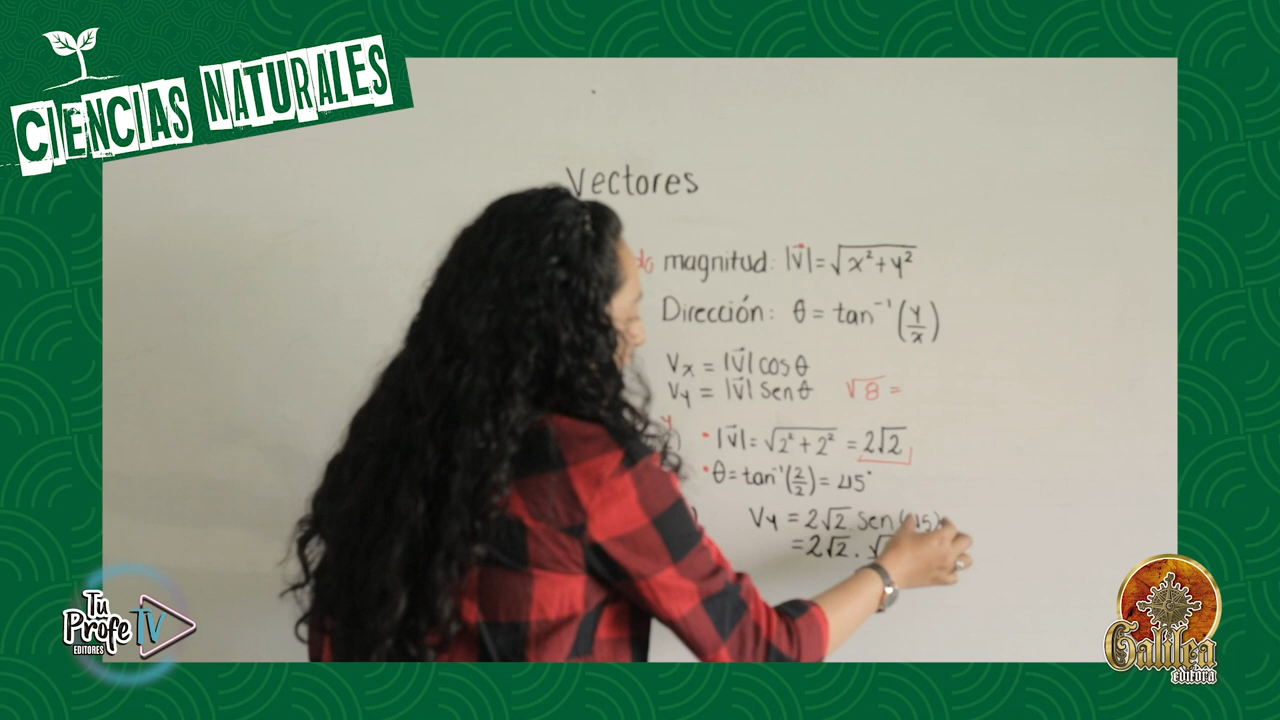 CIENCIAS NATURALES
Vectores
magnitud: |v⃗|=√x²+y²
Dirección: θ = tan⁻¹(y/x)
Vx = |v⃗| cos θ
Vy = |v⃗| Sen θ √8 =
y
• |v⃗|=√2²+2² = 2√2
• θ=tan⁻¹(2/2)= 45°
Vy = 2√2 . Sen(45)
=2√2 . √
Tu
Profe TV
EDITORES
Galilea
editora